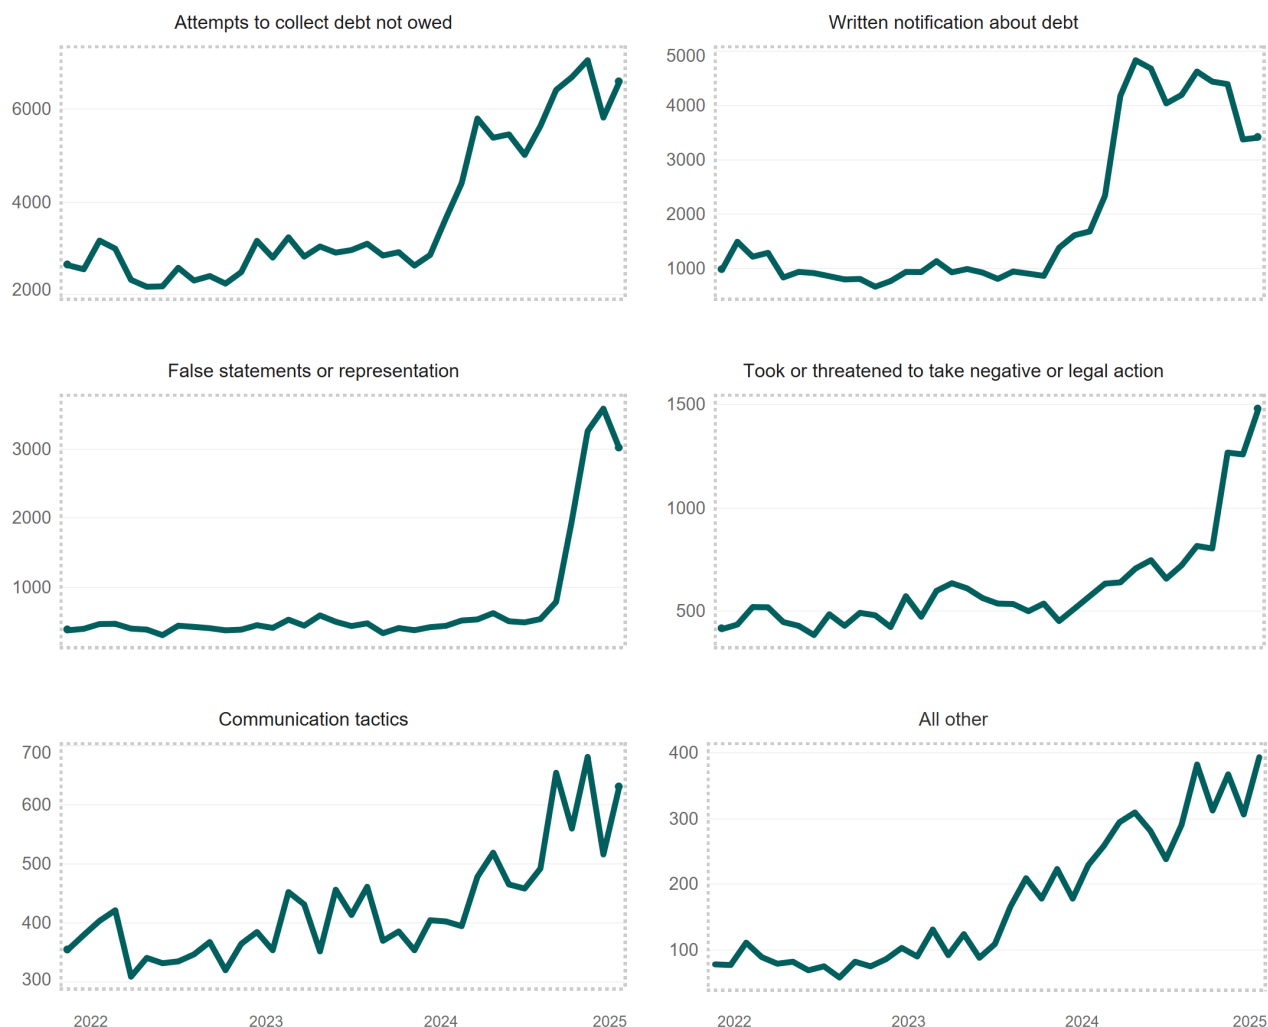 Attempts to collect debt not owed
6000
4000
2000
Written notification about debt
5000
4000
3000
2000
1000
False statements or representation
3000
2000
1000
Took or threatened to take negative or legal action
1500
1000
500
Communication tactics
700
600
500
400
300
2022 2023 2024 2025
All other
400
300
200
100
2022 2023 2024 2025